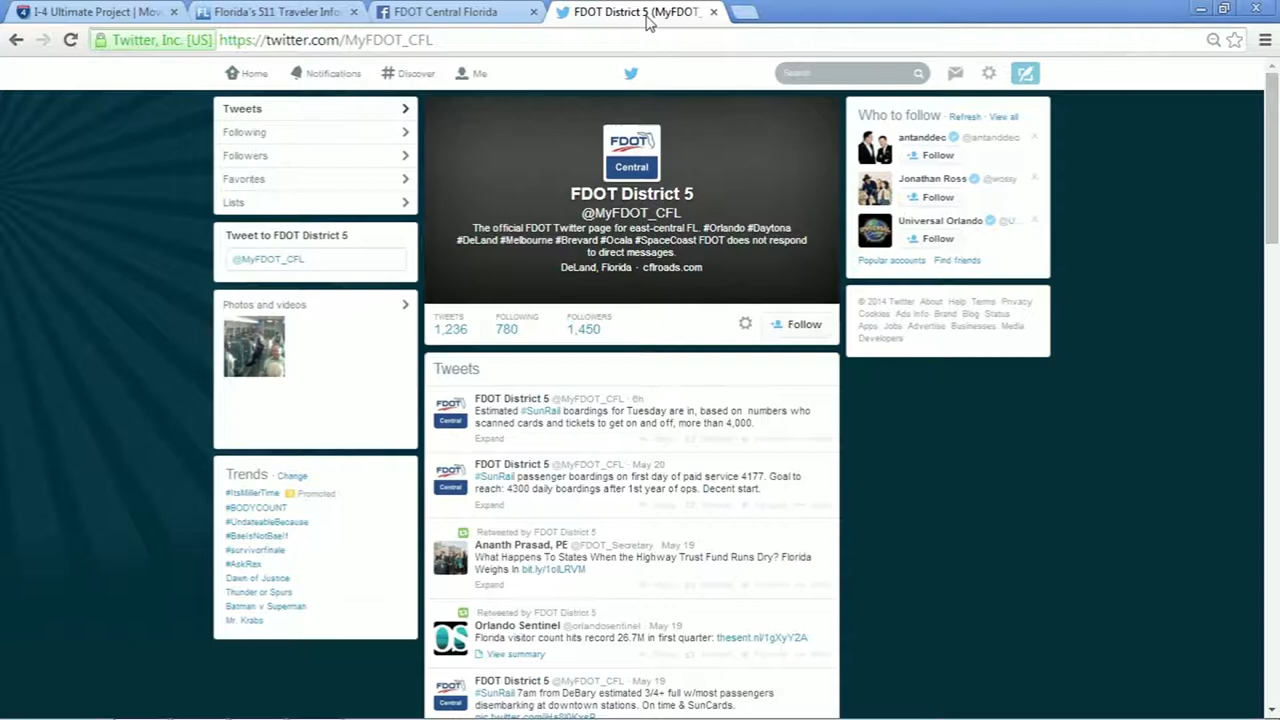 I-4 Ultimate Project | Mov
Florida's 511 Traveler Info
FDOT Central Florida
FDOT District 5 (MyFDOT_
Twitter, Inc. [US]
https://twitter.com/MyFDOT_CFL
Home
Notifications
Discover
Me
Search
Tweets
Following
Followers
Favorites
Lists
Tweet to FDOT District 5
@MyFDOT_CFL
Photos and videos
Trends · Change
#ItsMillerTime Promoted
#BODYCOUNT
#UndateableBecause
#BaeIsNotBaeIf
#survivorfinale
#AskRex
Dawn of Justice
Thunder or Spurs
Batman v Superman
Mr. Krabs
FDOT
Central
FDOT District 5
@MyFDOT_CFL
The official FDOT Twitter page for east-central FL. #Orlando #Daytona
#DeLand #Melbourne #Brevard #Ocala #SpaceCoast FDOT does not respond
to direct messages.
DeLand, Florida · cflroads.com
TWEETS
1,236
FOLLOWING
780
FOLLOWERS
1,450
Follow
Tweets
FDOT
Central
FDOT District 5 @MyFDOT_CFL · 6h
Estimated #SunRail boardings for Tuesday are in, based on numbers who
scanned cards and tickets to get on and off, more than 4,000.
Expand
FDOT
Central
FDOT District 5 @MyFDOT_CFL · May 20
#SunRail passenger boardings on first day of paid service 4177. Goal to
reach: 4300 daily boardings after 1st year of ops. Decent start.
Expand
Retweeted by FDOT District 5
Ananth Prasad, PE @FDOT_Secretary · May 19
What Happens To States When the Highway Trust Fund Runs Dry? Florida
Weighs In
Expand
Retweeted by FDOT District 5
OS
Orlando Sentinel @orlandosentinel · May 19
Florida visitor count hits record 26.7M in first quarter: thesent.nl/1gXyY2A
View summary
FDOT
Central
FDOT District 5 @MyFDOT_CFL · May 19
#SunRail 7am from DeBary estimated 3/4+ full w/most passengers
disembarking at downtown stations. On time & SunCards.
Who to follow · Refresh · View all
antanddec @antanddec
Follow
Jonathan Ross @wossy
Follow
Universal Orlando @U...
Follow
Popular accounts · Find friends
© 2014 Twitter About Help Terms Privacy
Cookies Ads info Brand Blog Status
Apps Jobs Advertise Businesses Media
Developers